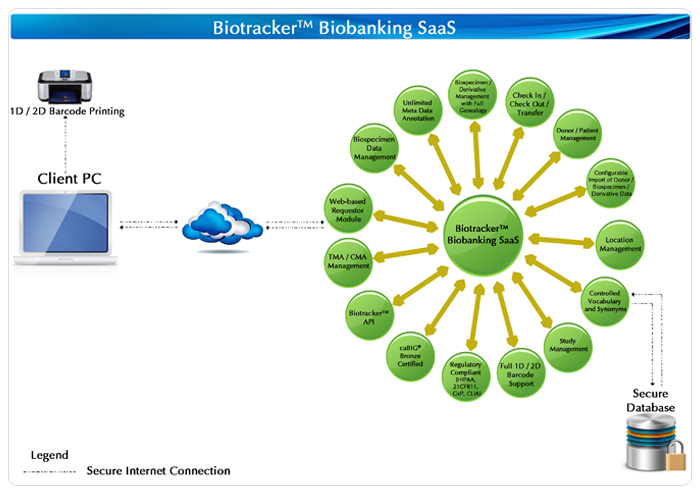 Biotracker™ Biobanking SaaS
1D / 2D Barcode Printing
Client PC
Biospecimen /
Derivative
Management
with Full
Genealogy
Check In /
Check Out /
Transfer
Donor / Patient
Management
Configurable
Import of Donor /
Biospecimen /
Derivative Data
Location
Management
Controlled
Vocabulary
and Synonyms
Study
Management
Full 1D / 2D
Barcode
Support
Regulatory
Compliant
(HIPAA,
21CFR11,
GxP, CLIA)
caBIG®
Bronze
Certified
Biotracker™
API
TMA / CMA
Management
Web-based
Requestor
Module
Biospecimen
Data
Management
Unlimited
Meta Data
Annotation
Biotracker™
Biobanking SaaS
Secure
Database
Legend
Secure Internet Connection